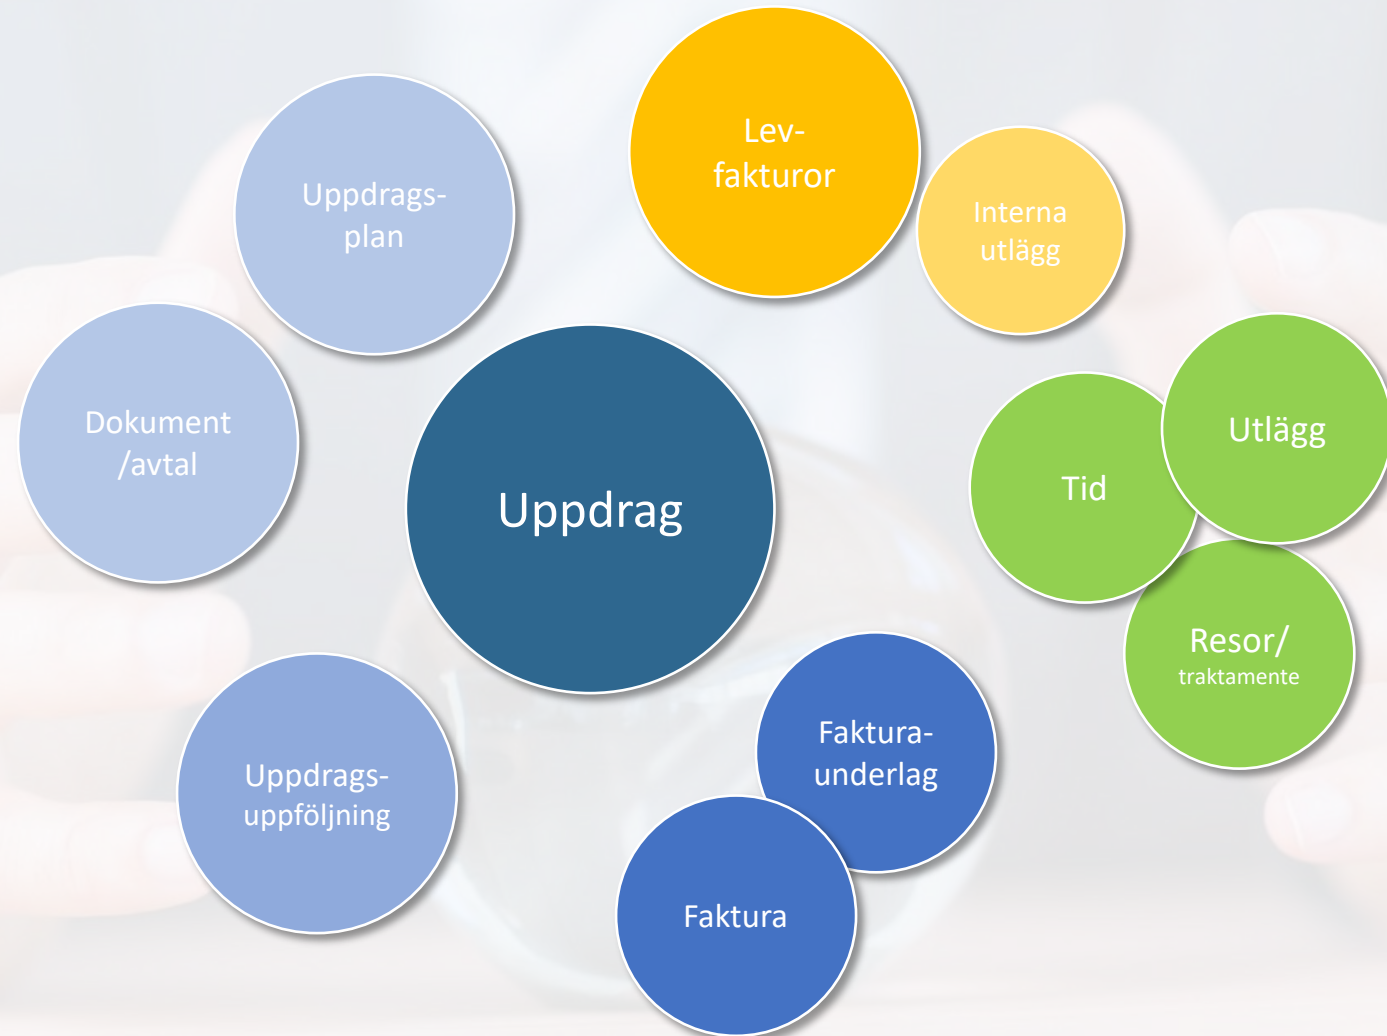 Lev-
fakturor
Uppdrags-
plan
Interna
utlägg
Dokument
/avtal
Utlägg
Tid
Uppdrag
Resor/
traktamente
Faktura-
underlag
Uppdrags-
uppföljning
Faktura